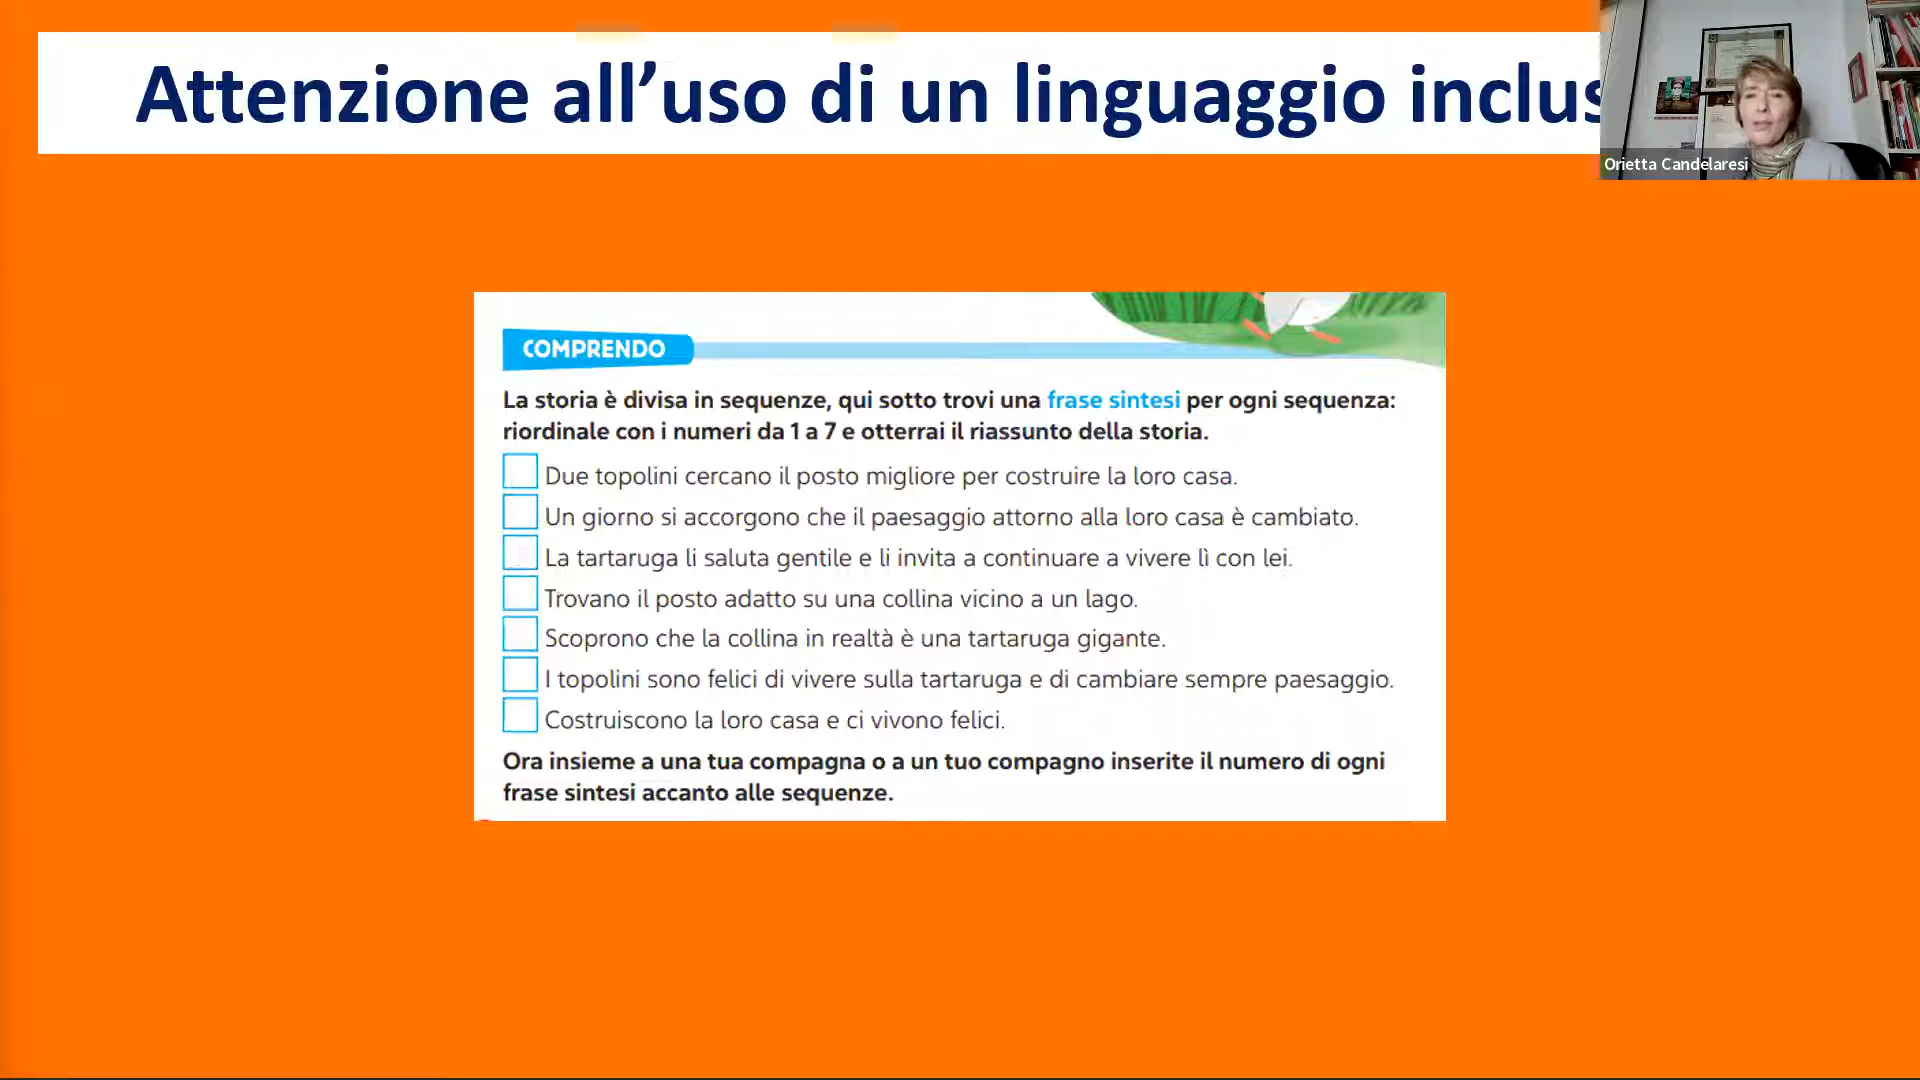 Attenzione all’uso di un linguaggio inclus
Orietta Candelaresi
COMPRENDO
La storia è divisa in sequenze, qui sotto trovi una frase sintesi per ogni sequenza:
riordinale con i numeri da 1 a 7 e otterrai il riassunto della storia.
Due topolini cercano il posto migliore per costruire la loro casa.
Un giorno si accorgono che il paesaggio attorno alla loro casa è cambiato.
La tartaruga li saluta gentile e li invita a continuare a vivere lì con lei.
Trovano il posto adatto su una collina vicino a un lago.
Scoprono che la collina in realtà è una tartaruga gigante.
I topolini sono felici di vivere sulla tartaruga e di cambiare sempre paesaggio.
Costruiscono la loro casa e ci vivono felici.
Ora insieme a una tua compagna o a un tuo compagno inserite il numero di ogni
frase sintesi accanto alle sequenze.